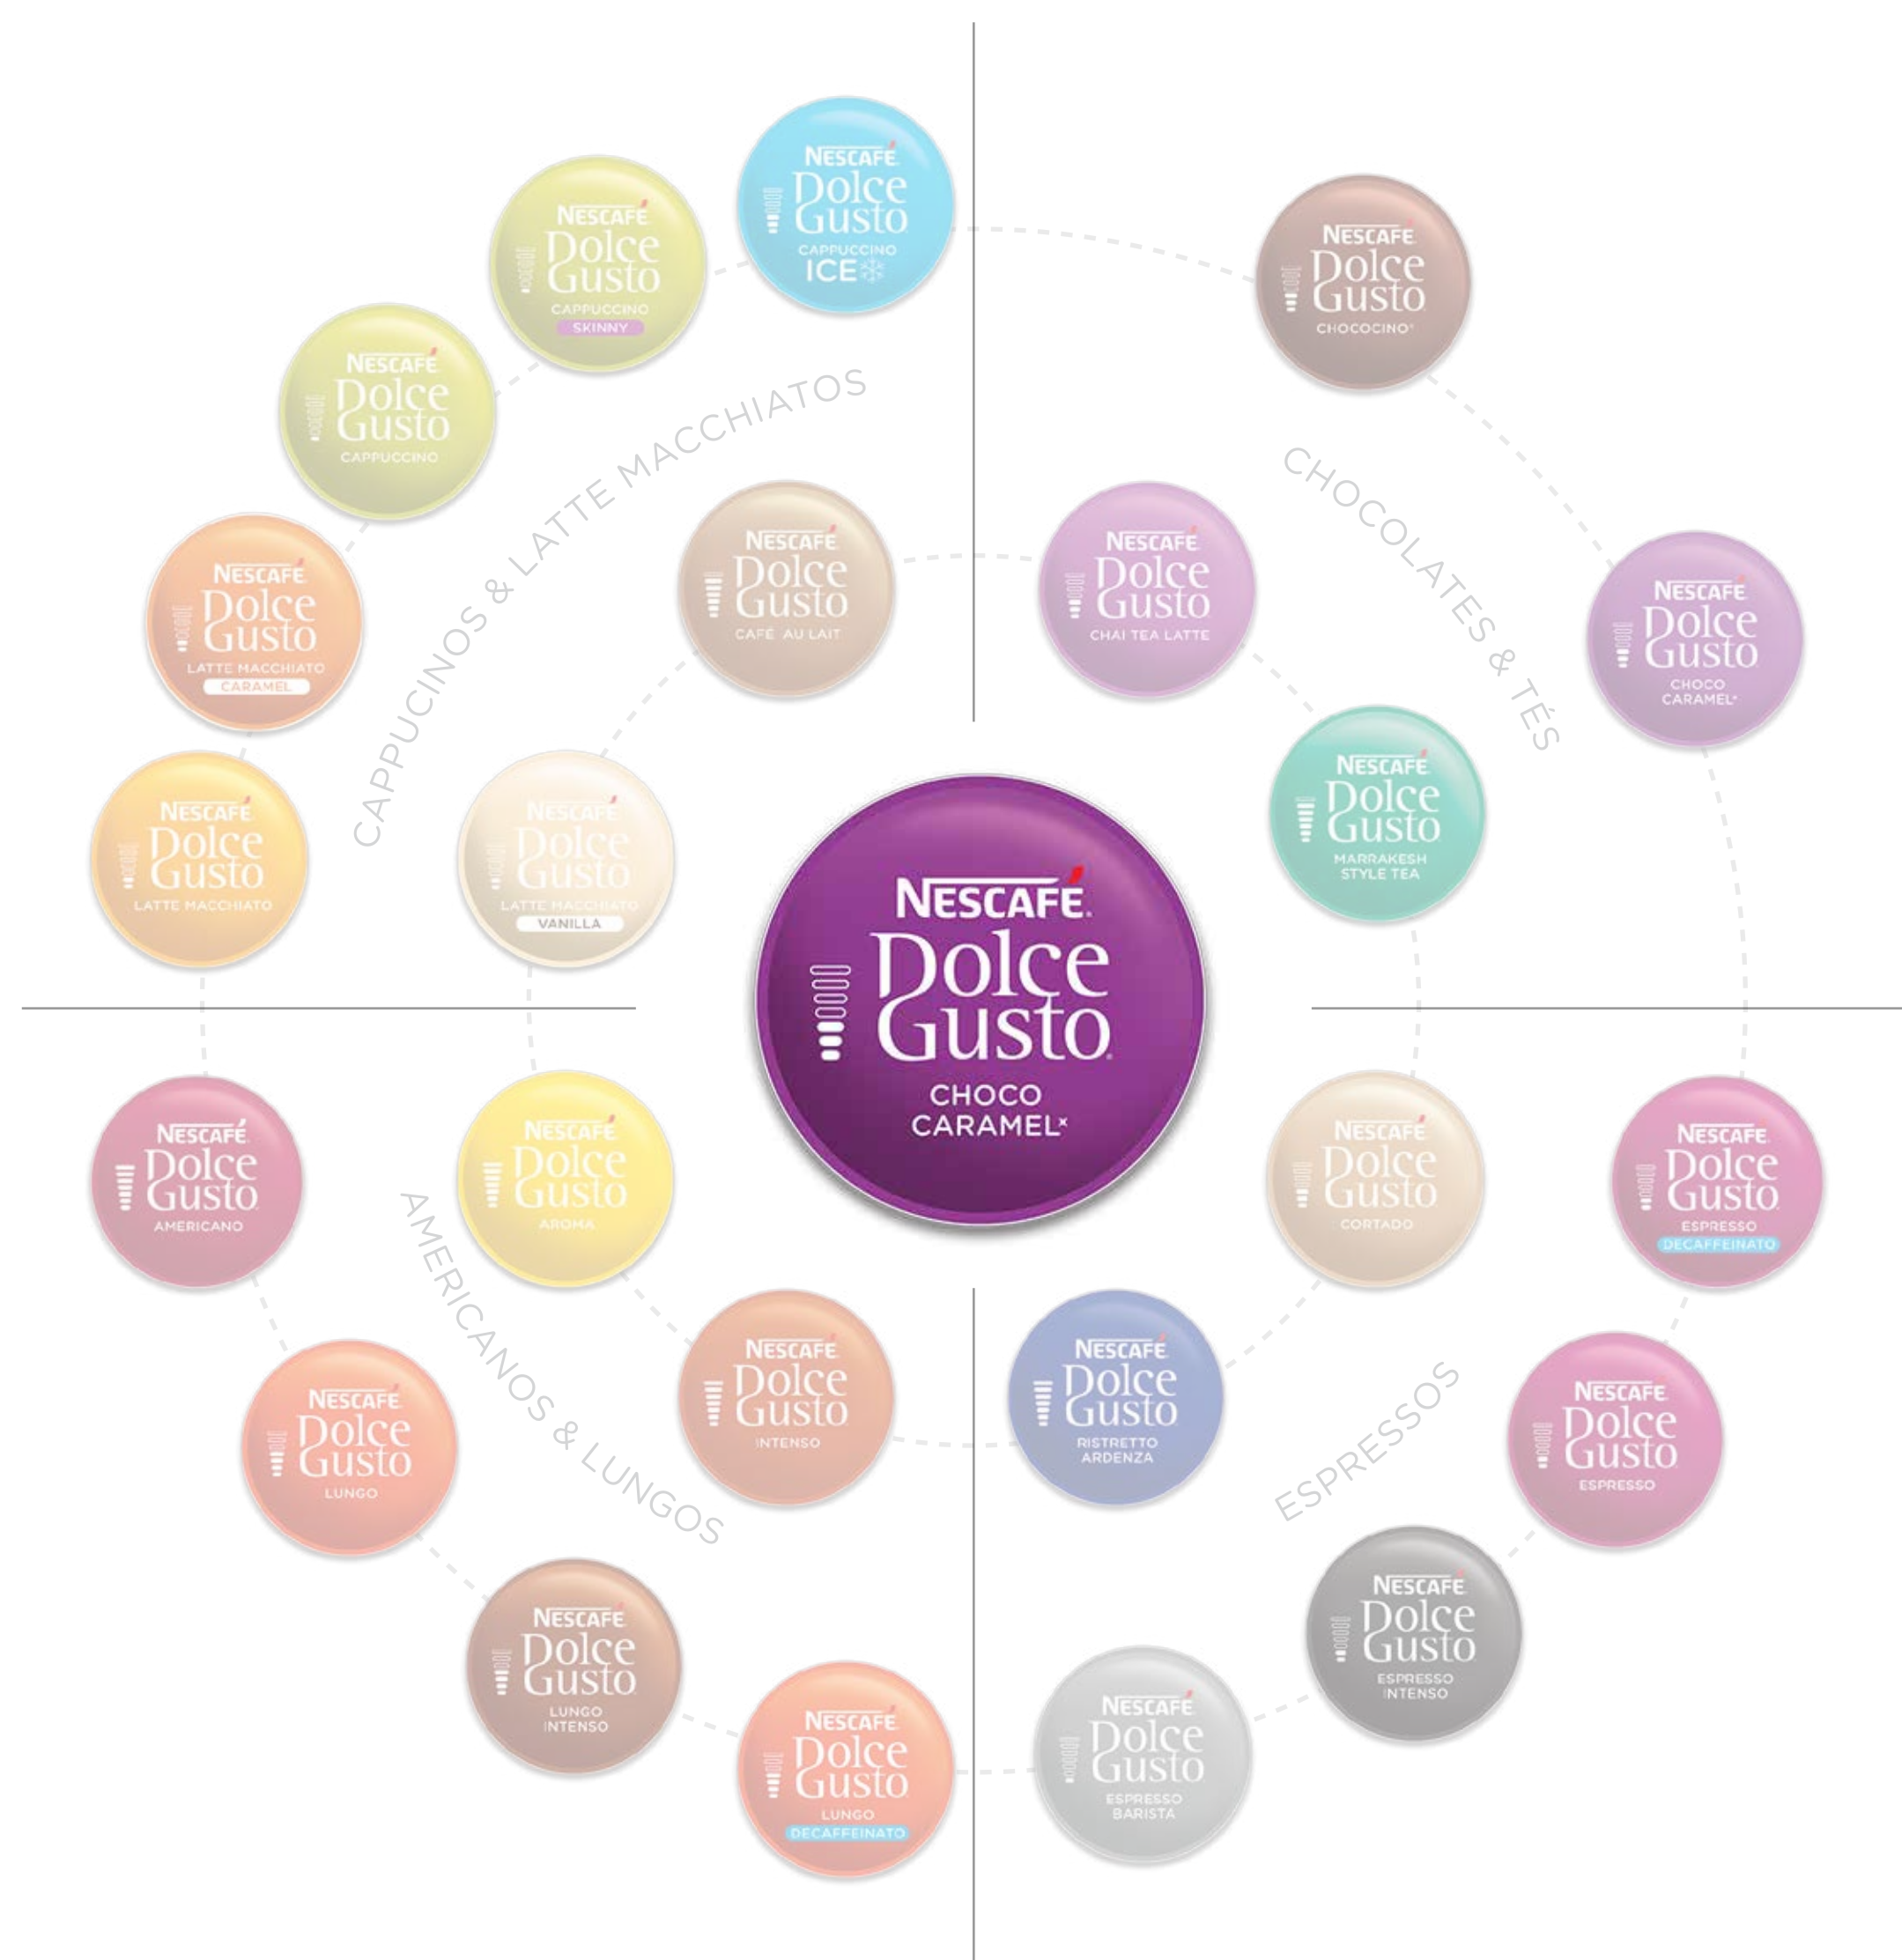 NESCAFÉ
Dolce
Gusto
CAPPUCCINO
ICE
NESCAFÉ
Dolce
Gusto
CAPPUCCINO
SKINNY
NESCAFÉ
Dolce
Gusto
CAPPUCCINO
NESCAFÉ
Dolce
Gusto
LATTE MACCHIATO
CARAMEL
NESCAFÉ
Dolce
Gusto
LATTE MACCHIATO
CAPPUCINOS & LATTE MACCHIATOS
NESCAFÉ
Dolce
Gusto
CAFÉ AU LAIT
NESCAFÉ
Dolce
Gusto
LATTE MACCHIATO
VANILLA
NESCAFÉ
Dolce
Gusto
CHOCOCINO*
NESCAFÉ
Dolce
Gusto
CHOCO
CARAMEL*
CHOCOLATES & TÉS
NESCAFÉ
Dolce
Gusto
CHAI TEA LATTE
NESCAFÉ
Dolce
Gusto
MARRAKESH
STYLE TEA
NESCAFÉ
Dolce
Gusto
CHOCO
CARAMEL*
NESCAFÉ
Dolce
Gusto
AMERICANO
NESCAFÉ
Dolce
Gusto
AROMA
AMERICANOS & LUNGOS
NESCAFÉ
Dolce
Gusto
INTENSO
NESCAFÉ
Dolce
Gusto
LUNGO
NESCAFÉ
Dolce
Gusto
LUNGO
INTENSO
NESCAFÉ
Dolce
Gusto
LUNGO
DECAFFEINATO
NESCAFÉ
Dolce
Gusto
CORTADO
NESCAFÉ
Dolce
Gusto
ESPRESSO
DECAFFEINATO
NESCAFÉ
Dolce
Gusto
RISTRETTO
ARDENZA
ESPRESSOS
NESCAFÉ
Dolce
Gusto
ESPRESSO
NESCAFÉ
Dolce
Gusto
ESPRESSO
INTENSO
NESCAFÉ
Dolce
Gusto
ESPRESSO
BARISTA